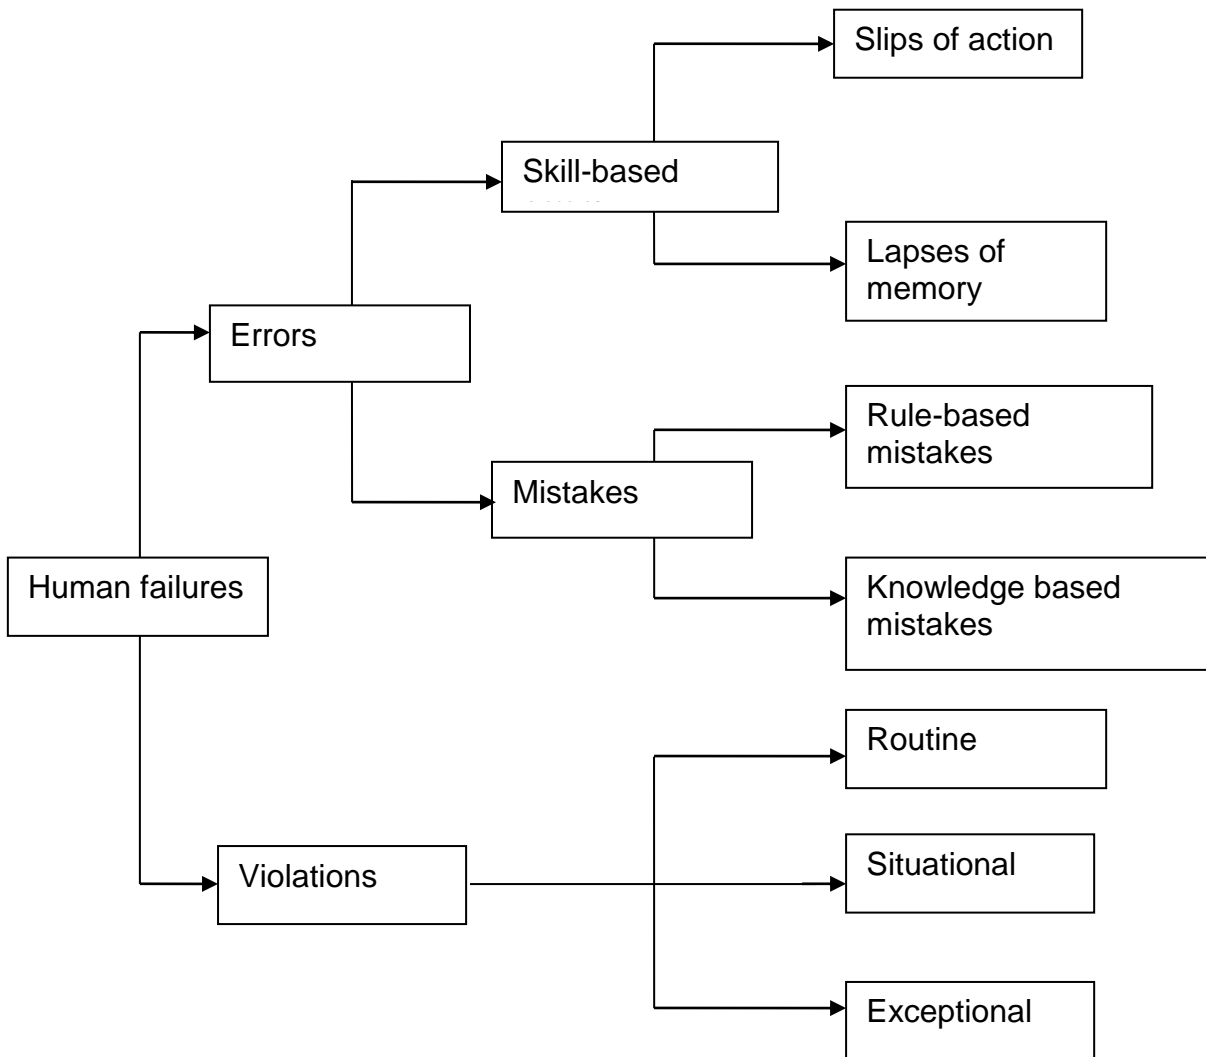 Slips of action
Skill-based
Lapses of
memory
Errors
Rule-based
mistakes
Mistakes
Human failures
Knowledge based
mistakes
Routine
Violations
Situational
Exceptional